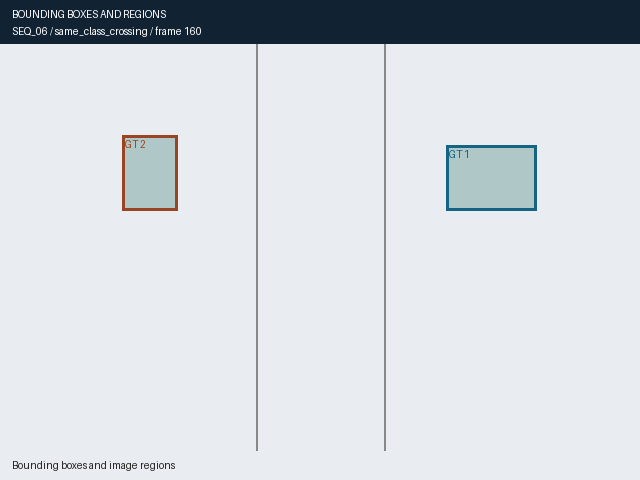 BOUNDING BOXES AND REGIONS
SEQ_06 / same_class_crossing / frame 160
GT2
GT1
Bounding boxes and image regions